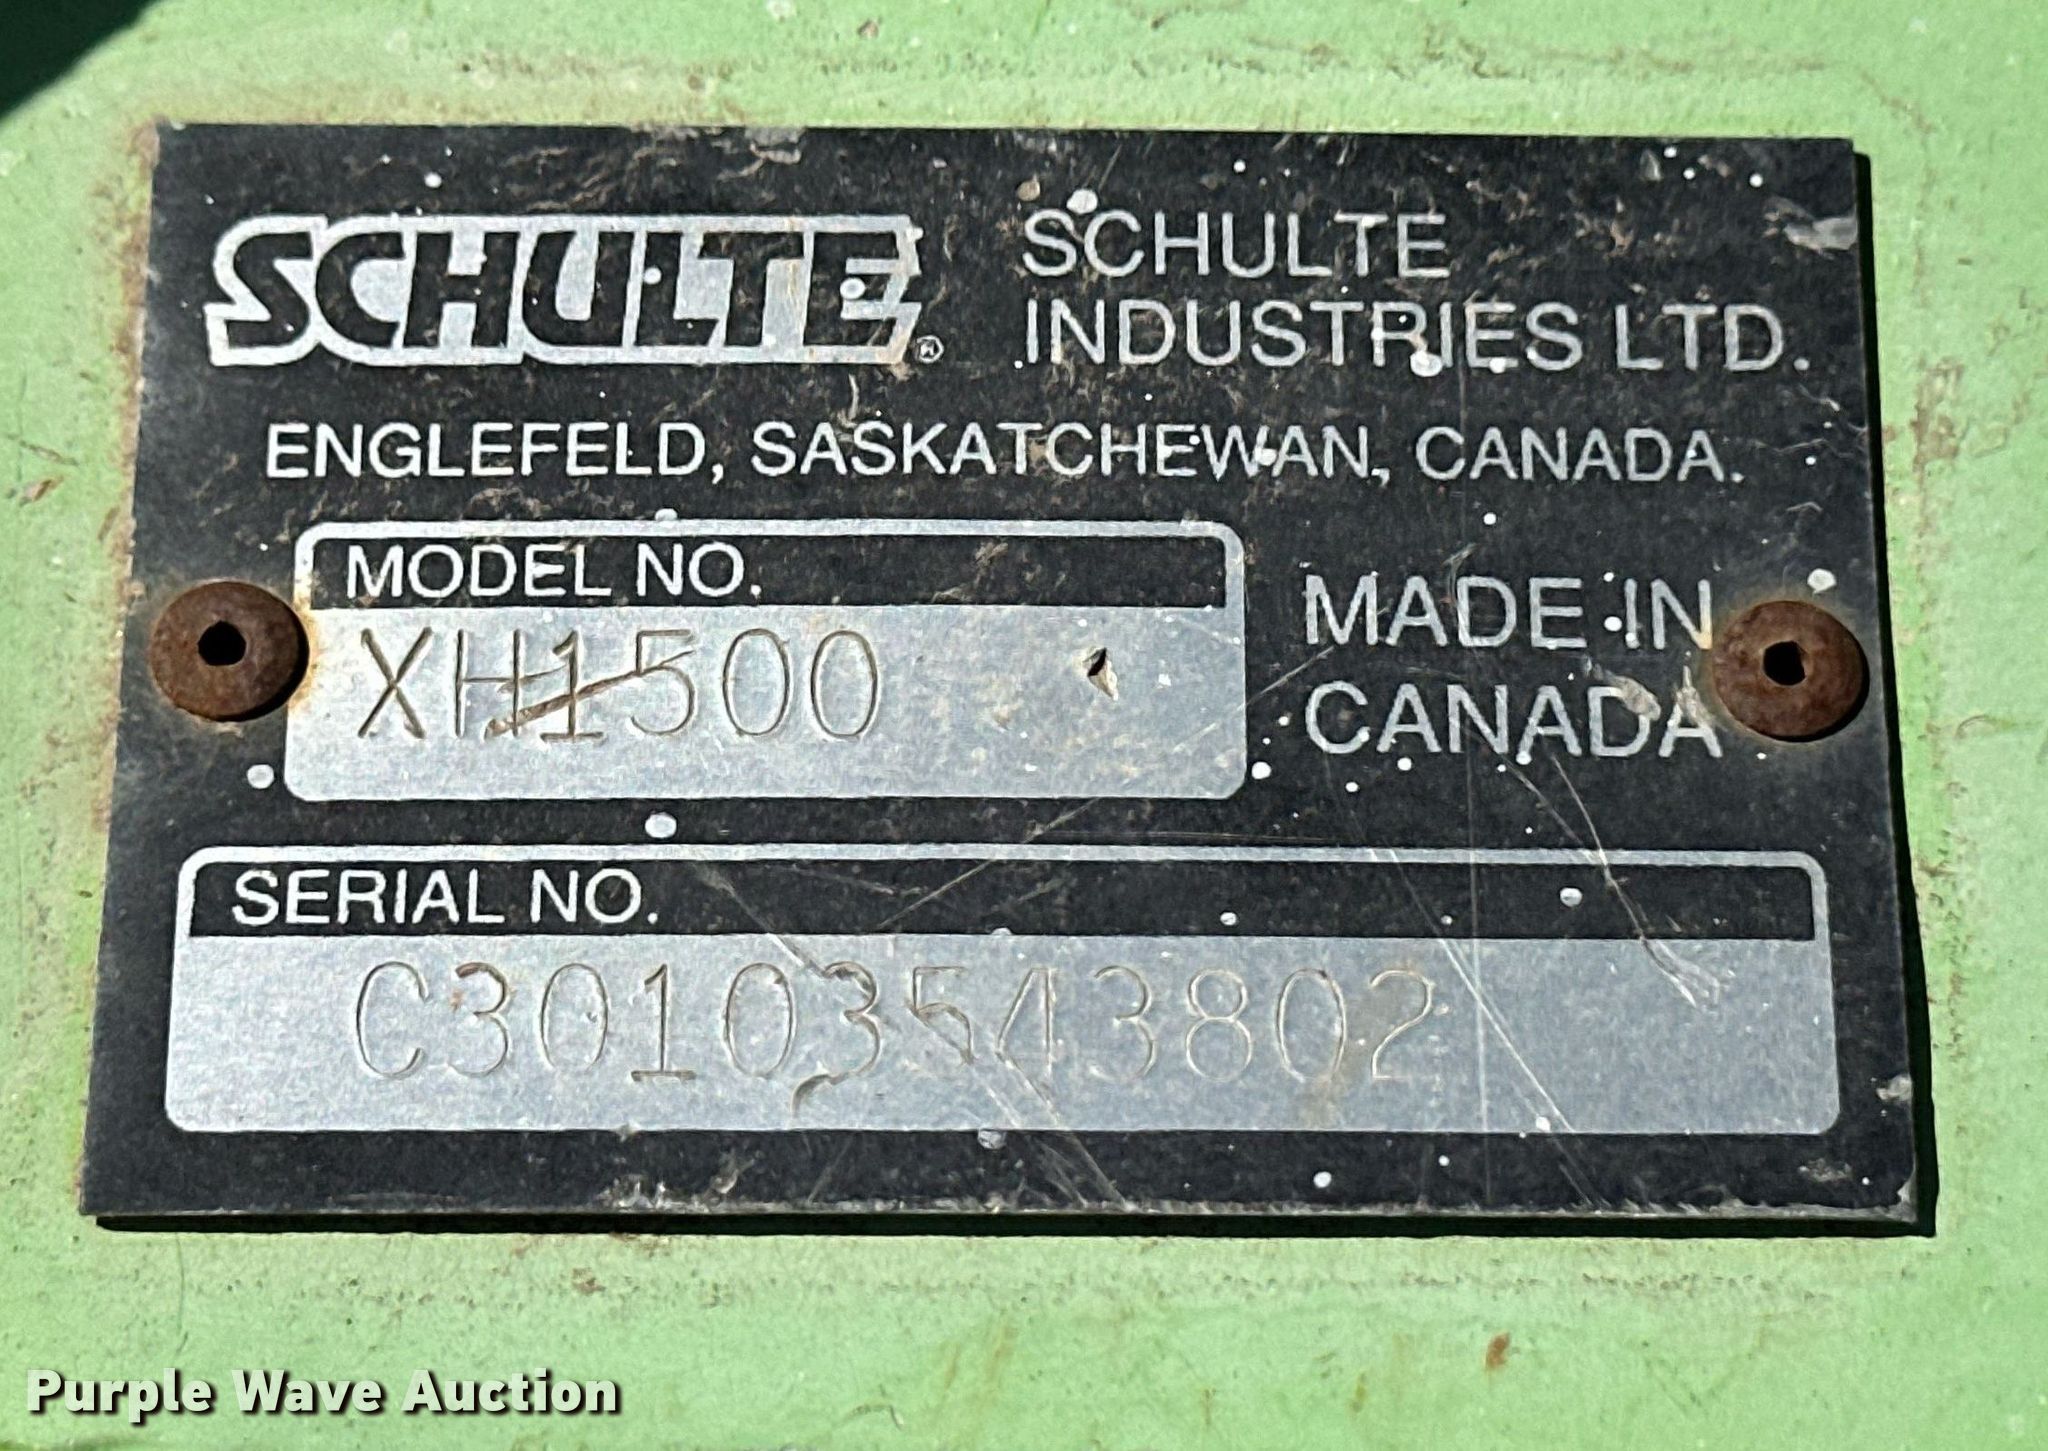 SCHULTE®
SCHULTE
INDUSTRIES LTD.
ENGLEFELD, SASKATCHEWAN, CANADA.
MODEL NO.
XH1500
MADE IN
CANADA
SERIAL NO.
C30103543802
Purple Wave Auction